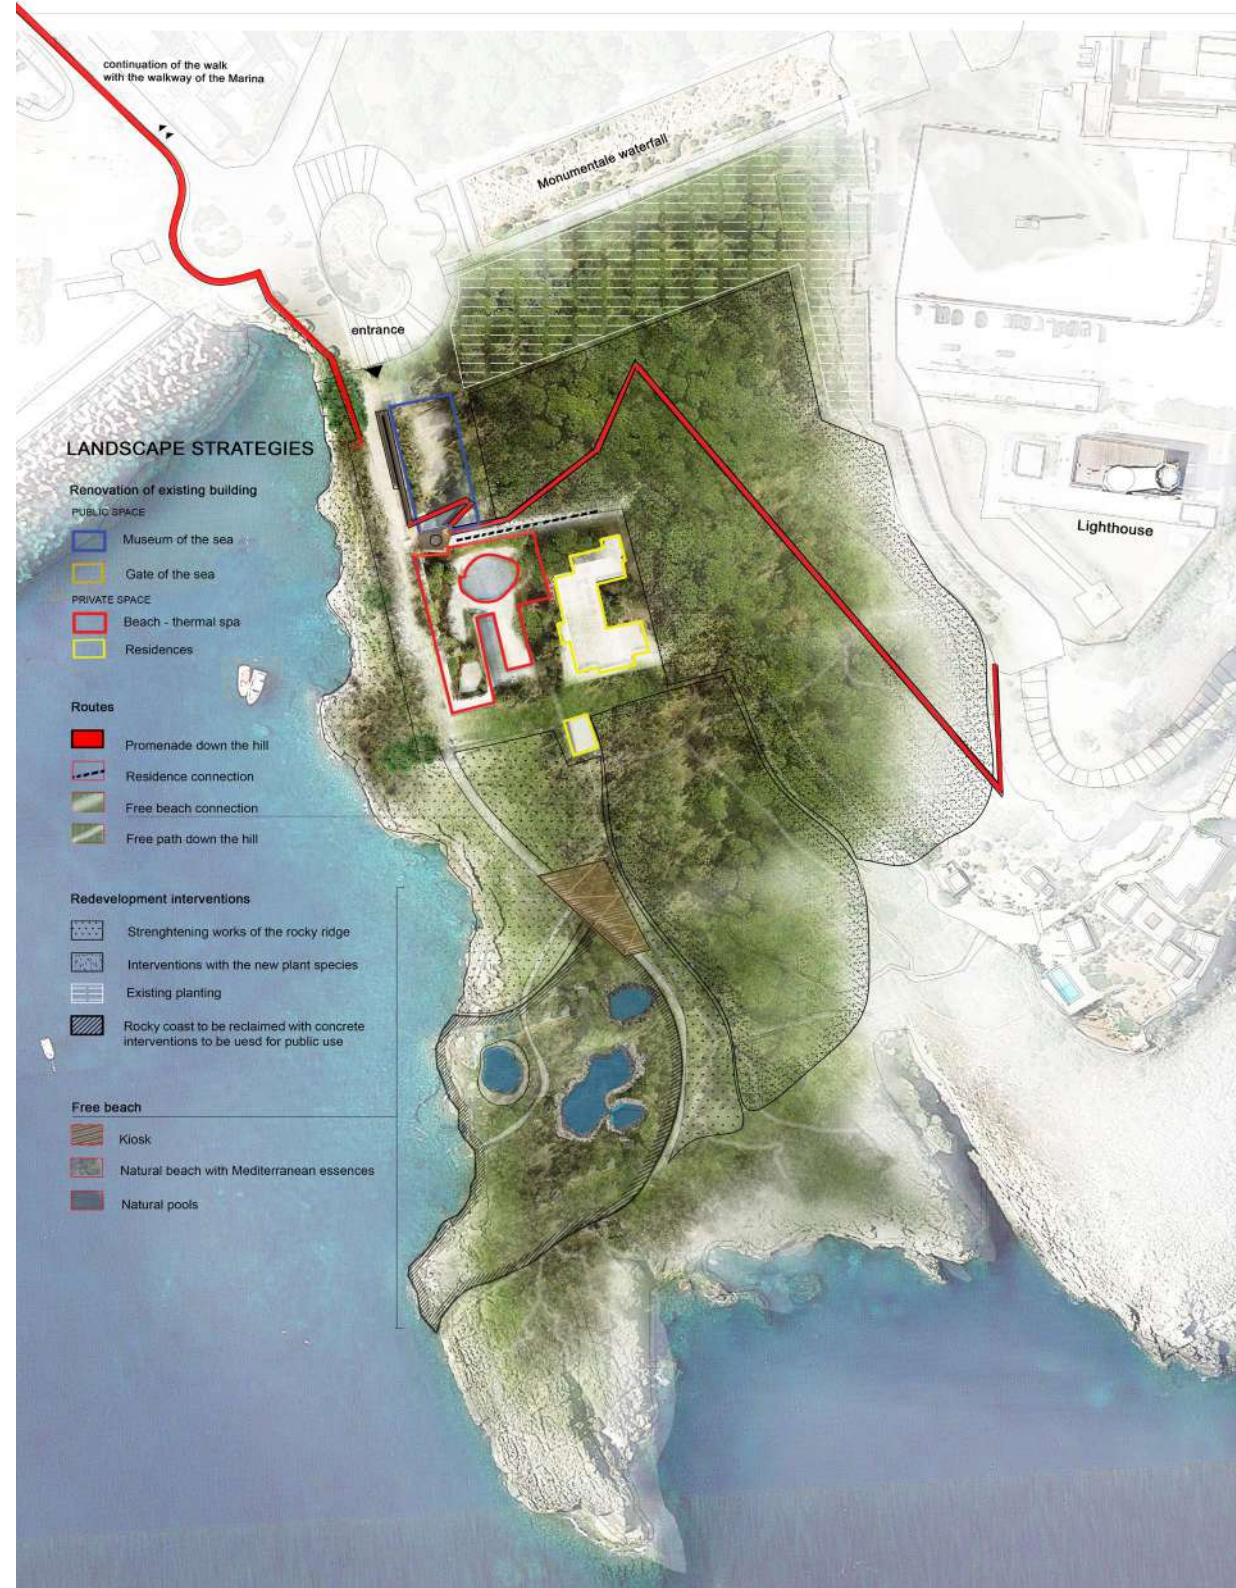 continuation of the walk
with the walkway of the Marina
Monumentale waterfall
entrance
Lighthouse
LANDSCAPE STRATEGIES
Renovation of existing building
PUBLIC SPACE
Museum of the sea
Gate of the sea
PRIVATE SPACE
Beach - thermal spa
Residences
Routes
Promenade down the hill
Residence connection
Free beach connection
Free path down the hill
Redevelopment interventions
Strenghtening works of the rocky ridge
Interventions with the new plant species
Existing planting
Rocky coast to be reclaimed with concrete
interventions to be uesd for public use
Free beach
Kiosk
Natural beach with Mediterranean essences
Natural pools